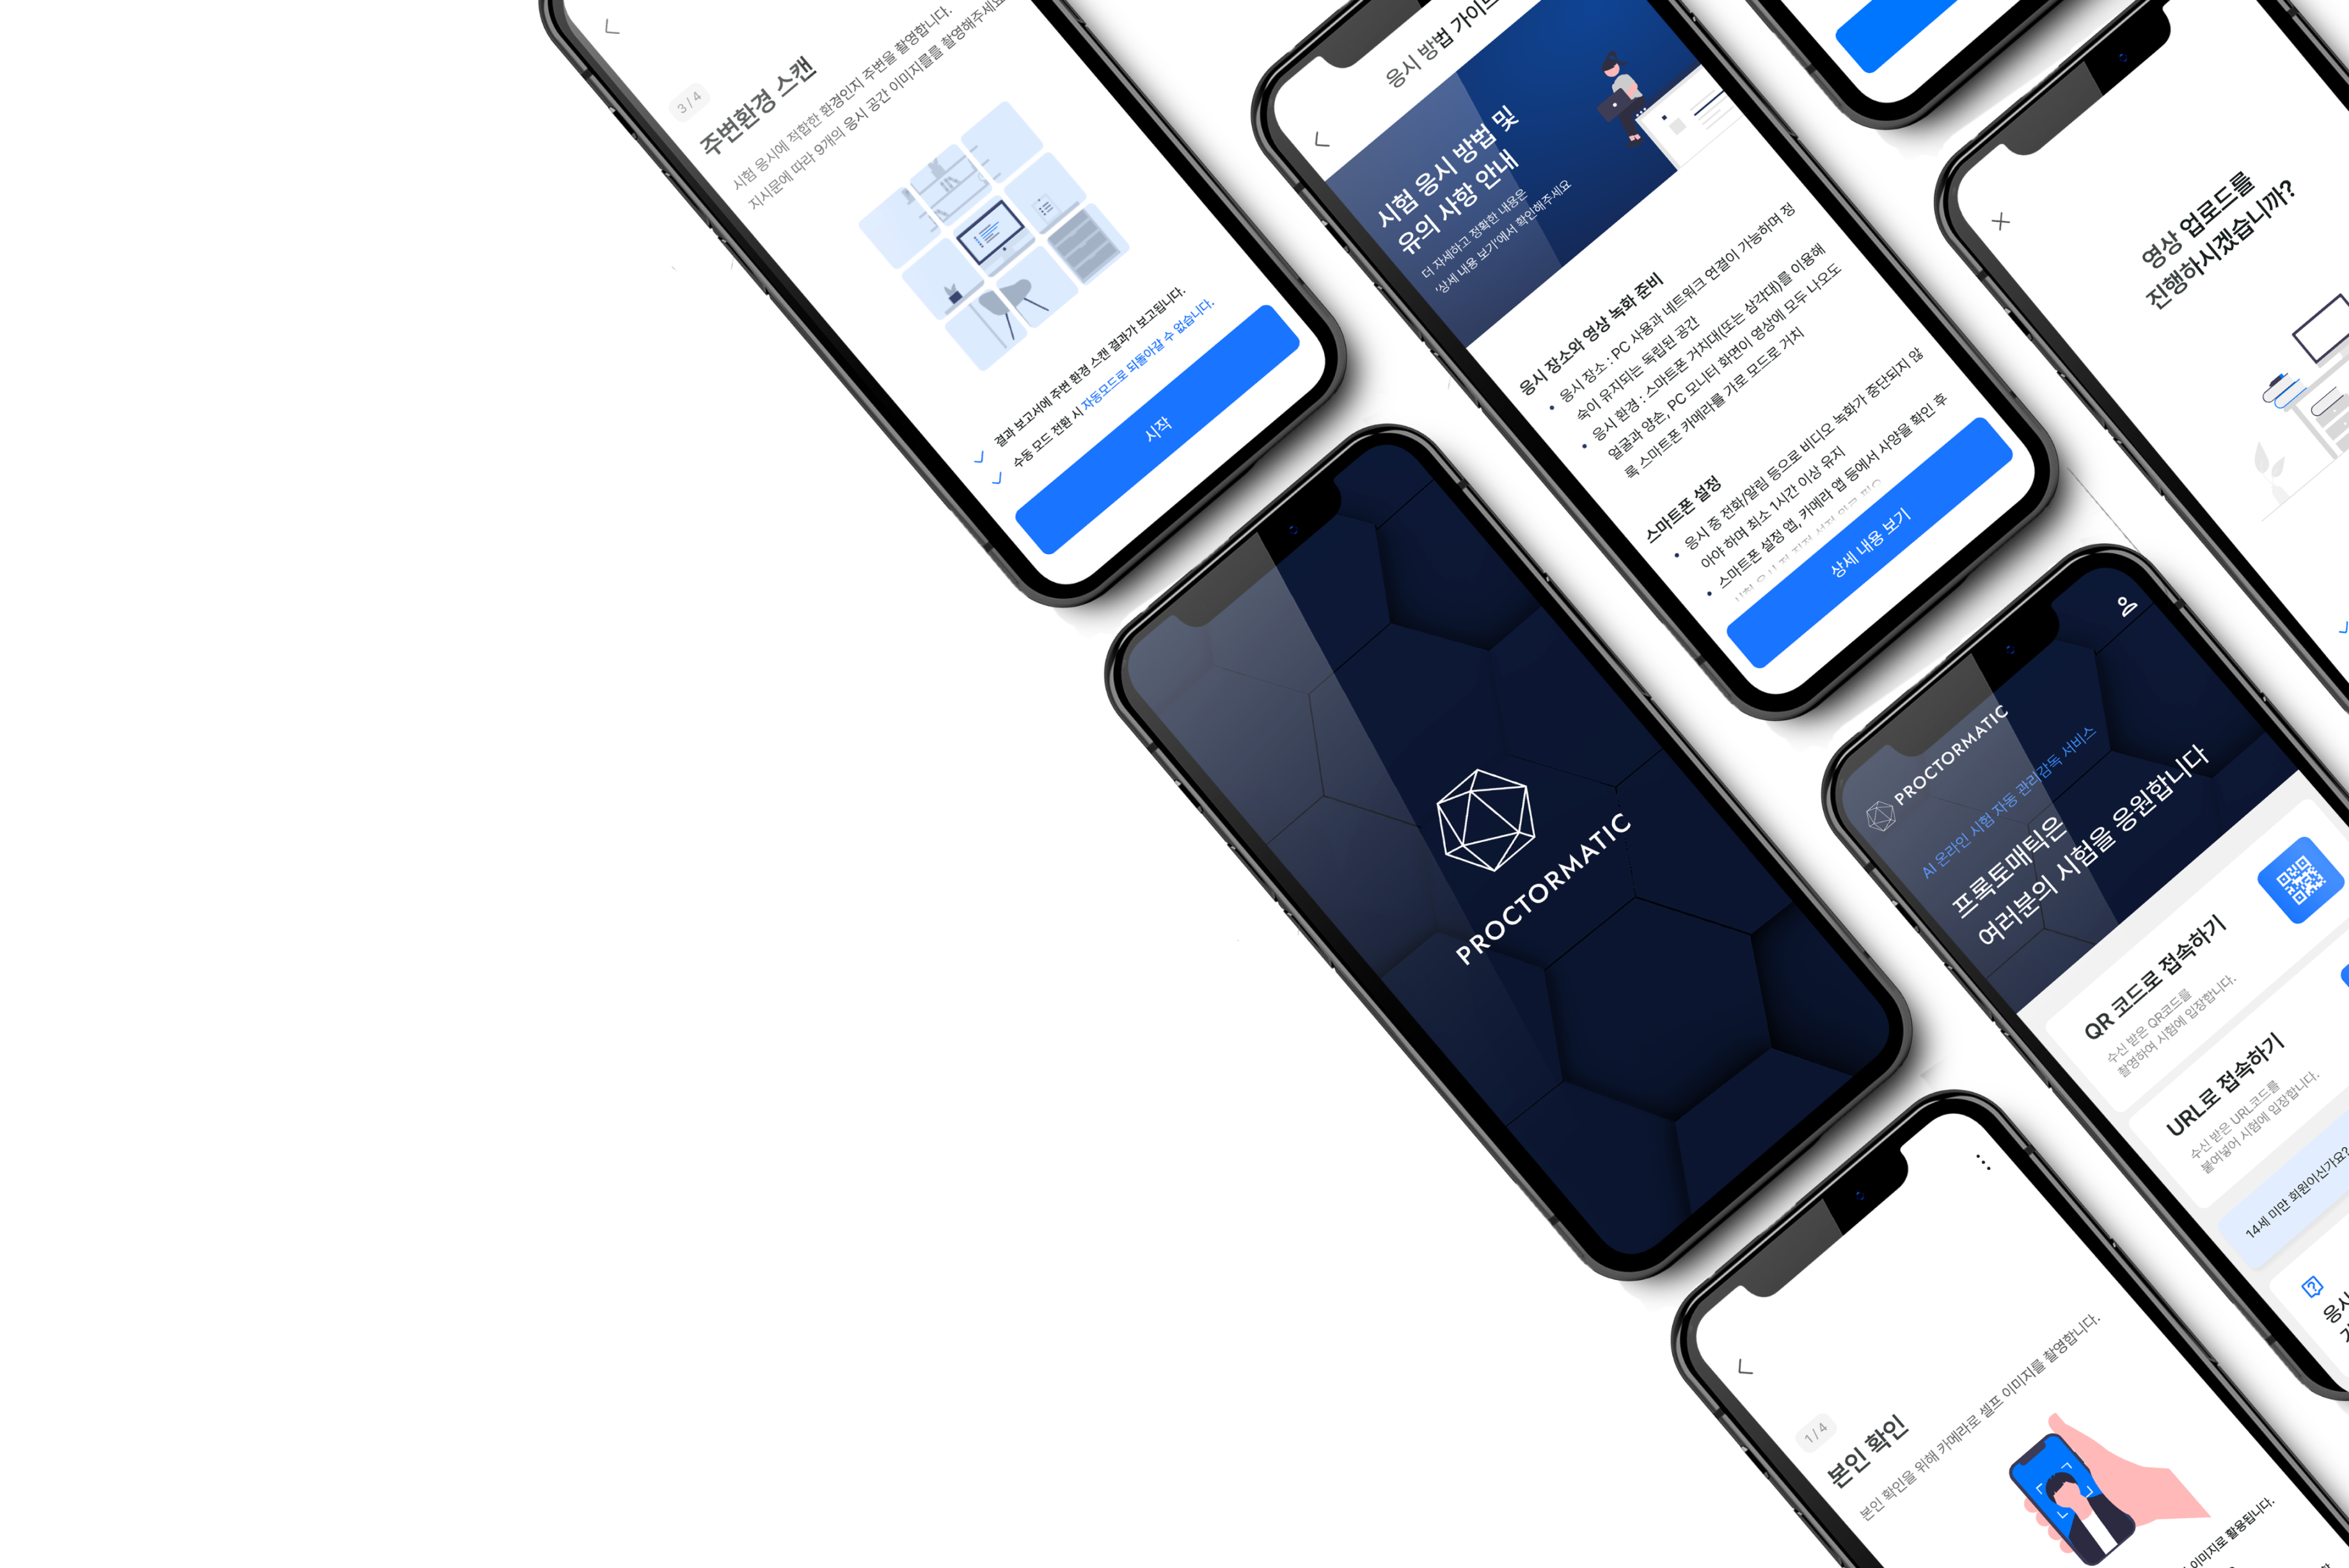 3 / 4
주변환경 스캔
시험 응시에 적합한 환경인지 주변을 촬영합니다.
지시문에 따라 9개의 응시 공간 이미지를를 촬영해주세요
결과 보고서에 주변 환경 스캔 결과가 보고됩니다.
수동 모드 전환 시 자동모드로 되돌아갈 수 없습니다.
시작
응시 방법 가이드
시험 응시 방법 및
유의 사항 안내
더 자세하고 정확한 내용은
'상세 내용 보기'에서 확인해주세요
응시 장소와 영상 녹화 준비
• 응시 장소 : PC 사용과 네트워크 연결이 가능하며 정
숙이 유지되는 독립된 공간
• 응시 환경 : 스마트폰 거치대(또는 삼각대)를 이용해
얼굴과 양손, PC 모니터 화면이 영상에 모두 나오도
록 스마트폰 카메라를 가로 모드로 거치
스마트폰 설정
• 응시 중 전화/알림 등으로 비디오 녹화가 중단되지 않
아야 하며 최소 1시간 이상 유지
• 스마트폰 설정 앱, 카메라 앱 등에서 사양을 확인 후
상세 내용 보기
영상 업로드를
진행하시겠습니까?
PROCTORMATIC
PROCTORMATIC
AI 온라인 시험 자동 관리감독 서비스
프록토매틱은
여러분의 시험을 응원합니다
QR 코드로 접속하기
수신 받은 QR코드를
촬영하여 시험에 입장합니다.
URL로 접속하기
수신 받은 URL코드를
붙여넣어 시험에 입장합니다.
14세 미만 회원이신가요?
응시
1 / 4
본인 확인
본인 확인을 위해 카메라로 셀프 이미지를 촬영합니다.
이미지로 활용됩니다.